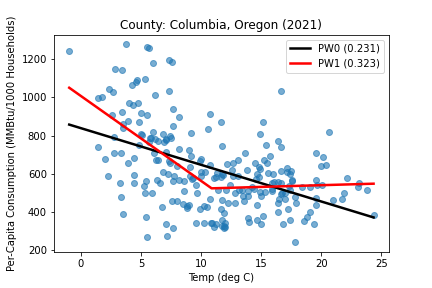 County: Columbia, Oregon (2021)
PW0 (0.231)
PW1 (0.323)
Per-Capita Consumption (MMBtu/1000 Households)
1200
1000
800
600
400
200
0 5 10 15 20 25
Temp (deg C)